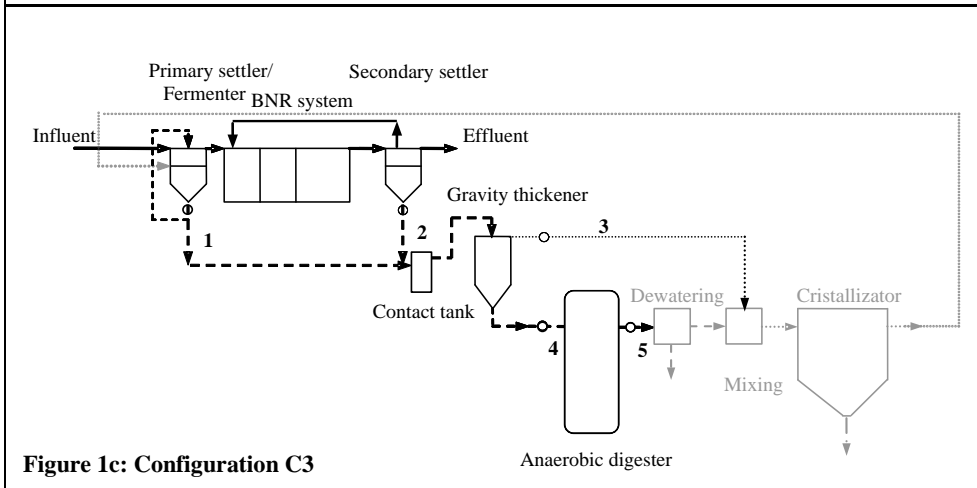 Primary settler/
Fermenter
Secondary settler
BNR system
Influent
Effluent
Gravity thickener
1
2
3
Contact tank
Dewatering
Cristallizator
4
5
Mixing
Anaerobic digester
Figure 1c: Configuration C3